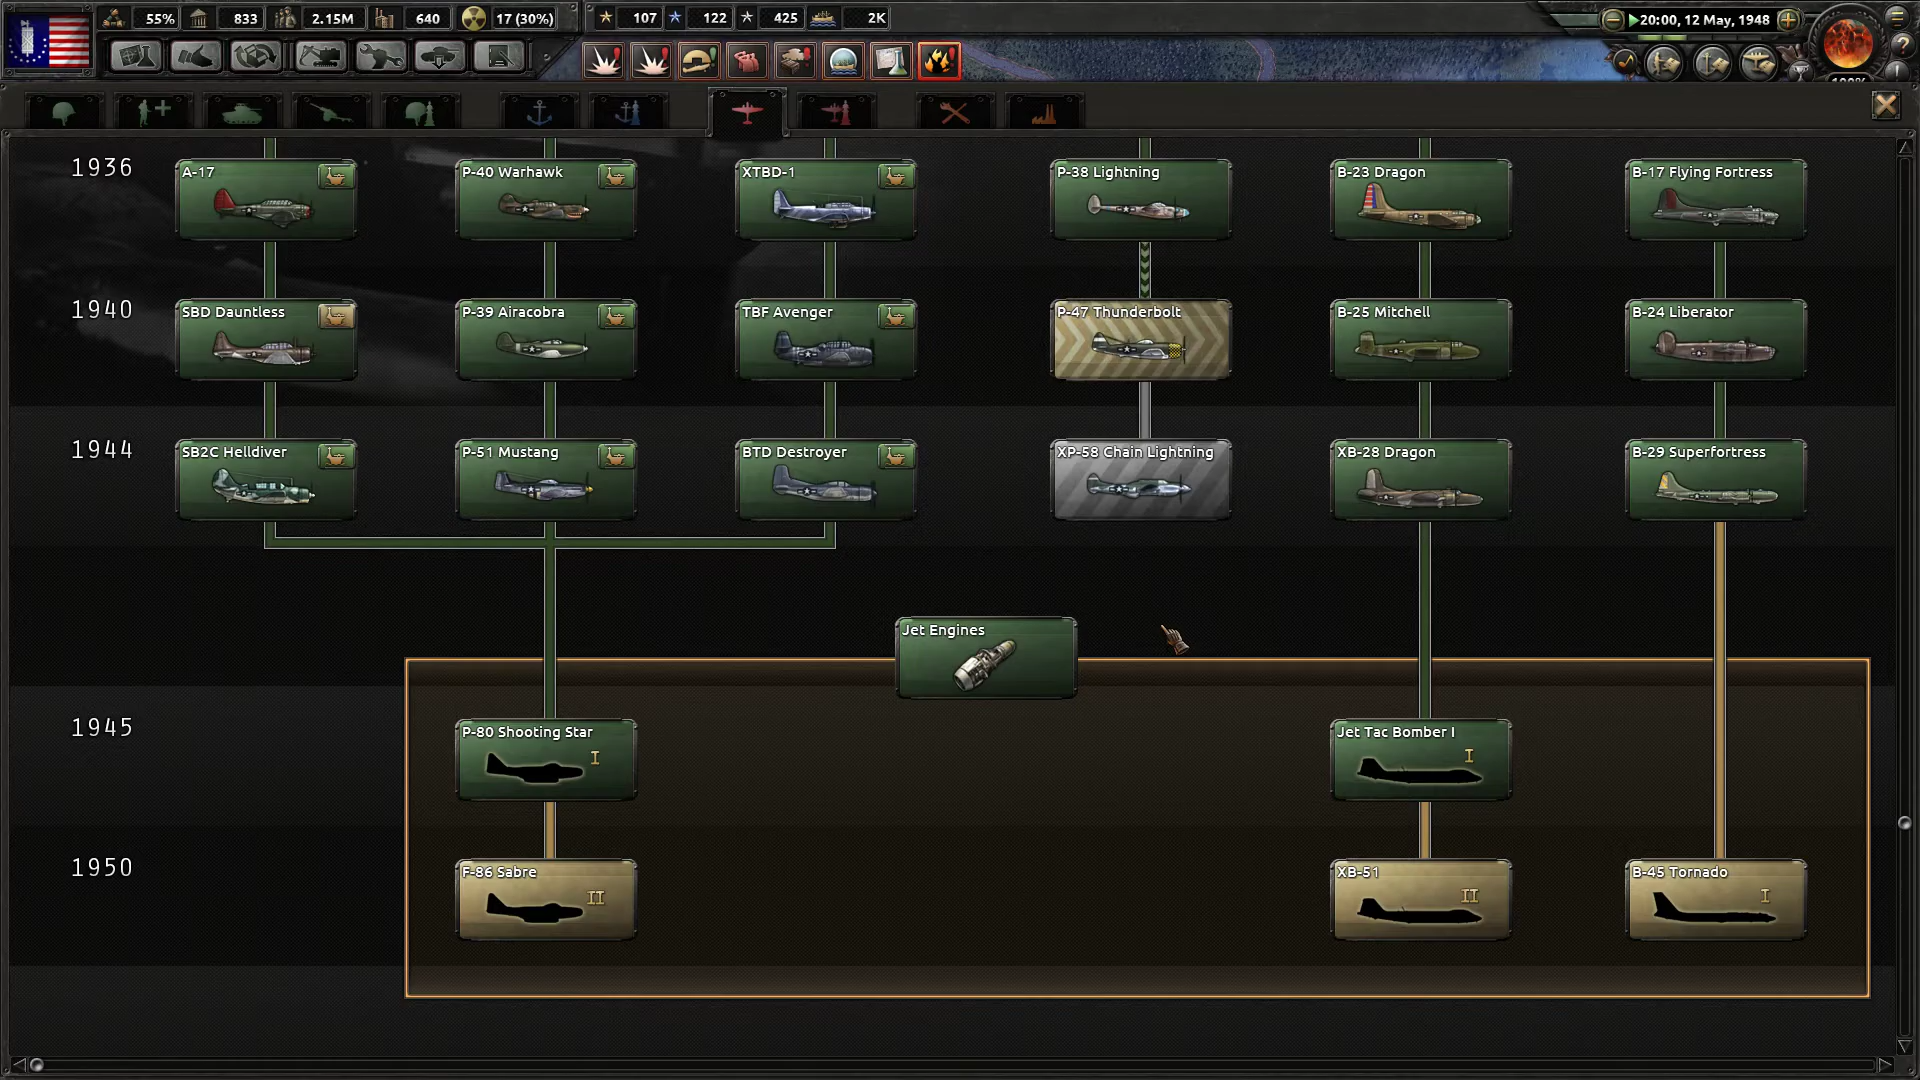 55%
833
2.15M
640
17 (30%)
107
122
425
2K
20:00, 12 May, 1948
100%
1936
A-17
P-40 Warhawk
XTBD-1
P-38 Lightning
B-23 Dragon
B-17 Flying Fortress
1940
SBD Dauntless
P-39 Airacobra
TBF Avenger
P-47 Thunderbolt
B-25 Mitchell
B-24 Liberator
1944
SB2C Helldiver
P-51 Mustang
BTD Destroyer
XP-58 Chain Lightning
XB-28 Dragon
B-29 Superfortress
Jet Engines
1945
P-80 Shooting Star
I
Jet Tac Bomber I
I
1950
F-86 Sabre
II
XB-51
II
B-45 Tornado
I